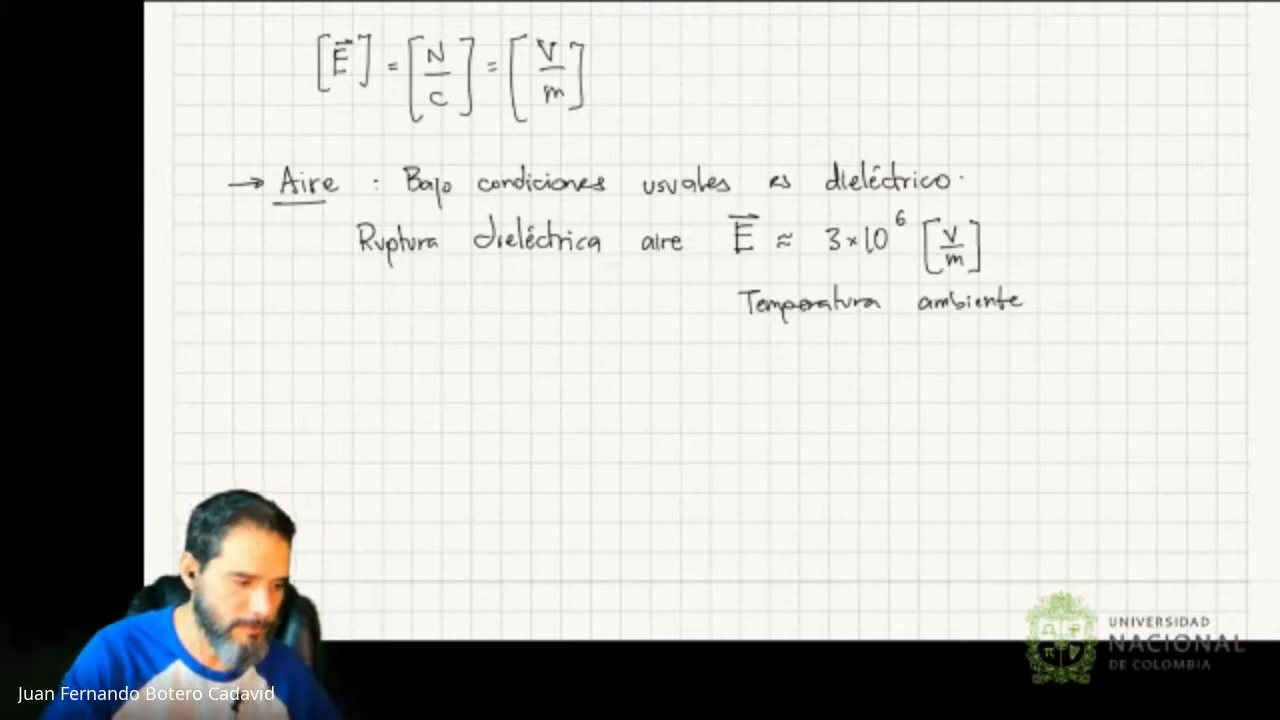 [E⃗] = [N/C] = [V/m]
→ Aire : Bajo condiciones usuales es dieléctrico.
Ruptura dieléctrica aire E⃗ ≈ 3×10⁶ [V/m]
Temperatura ambiente
UNIVERSIDAD
NACIONAL
DE COLOMBIA
Juan Fernando Botero Cadavid